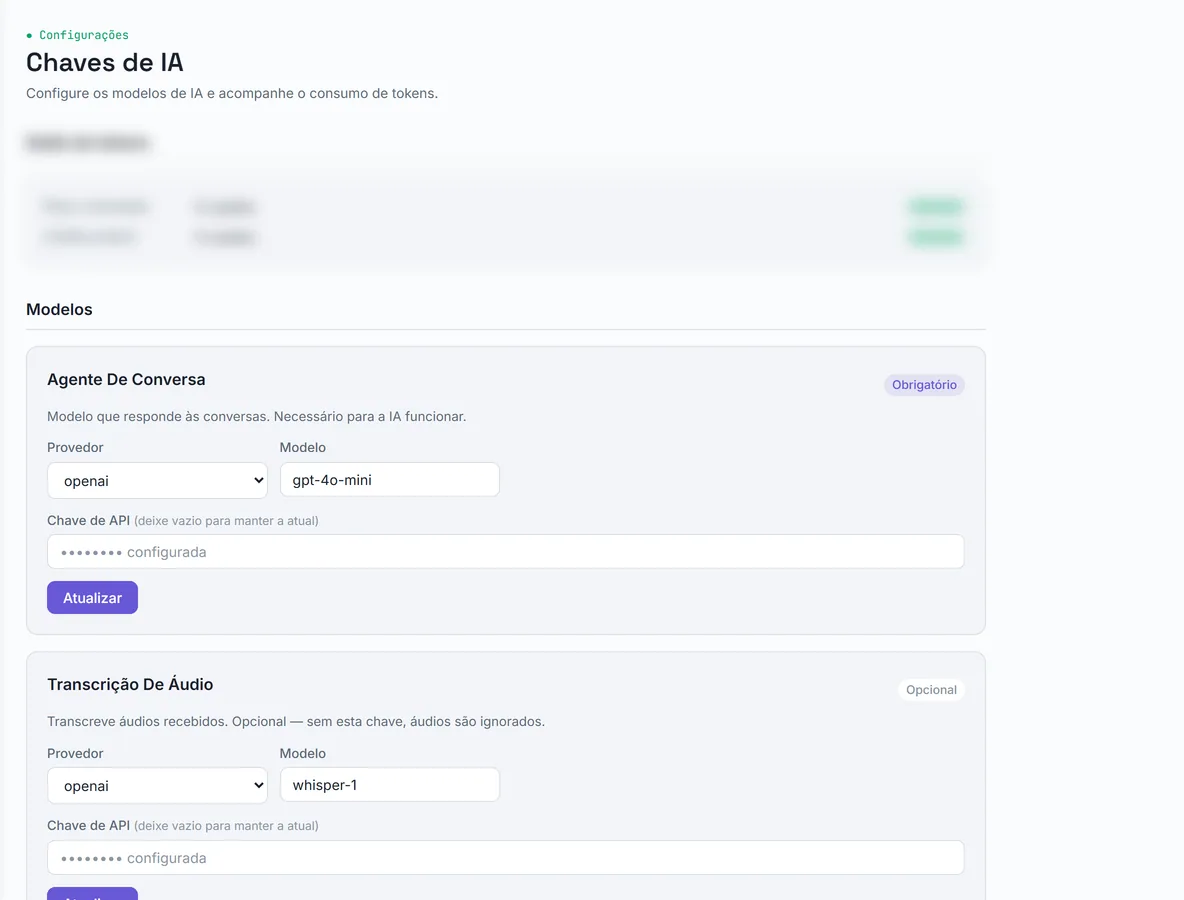 Configurações
Chaves de IA
Configure os modelos de IA e acompanhe o consumo de tokens.
Modelos
Agente De Conversa
Obrigatório
Modelo que responde às conversas. Necessário para a IA funcionar.
Provedor Modelo
openai gpt-4o-mini
Chave de API (deixe vazio para manter a atual)
•••••••• configurada
Atualizar
Transcrição De Áudio
Opcional
Transcreve áudios recebidos. Opcional — sem esta chave, áudios são ignorados.
Provedor Modelo
openai whisper-1
Chave de API (deixe vazio para manter a atual)
•••••••• configurada